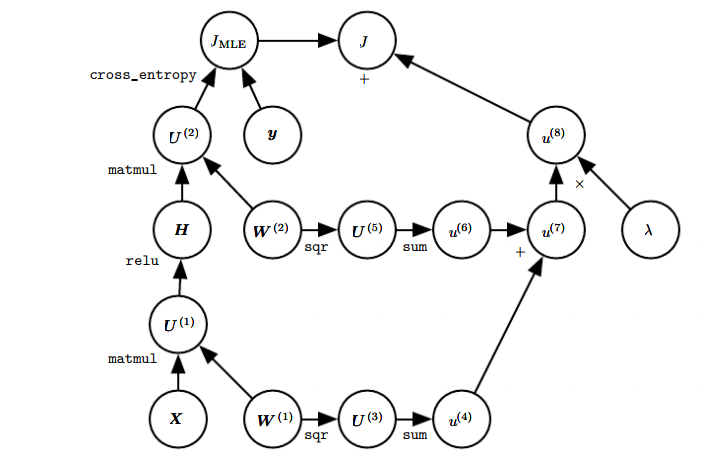 J_MLE J
+
cross_entropy
U^(2) y u^(8)
matmul ×
H W^(2) U^(5) u^(6) u^(7) λ
sqr sum +
relu
U^(1)
matmul
X W^(1) U^(3) u^(4)
sqr sum